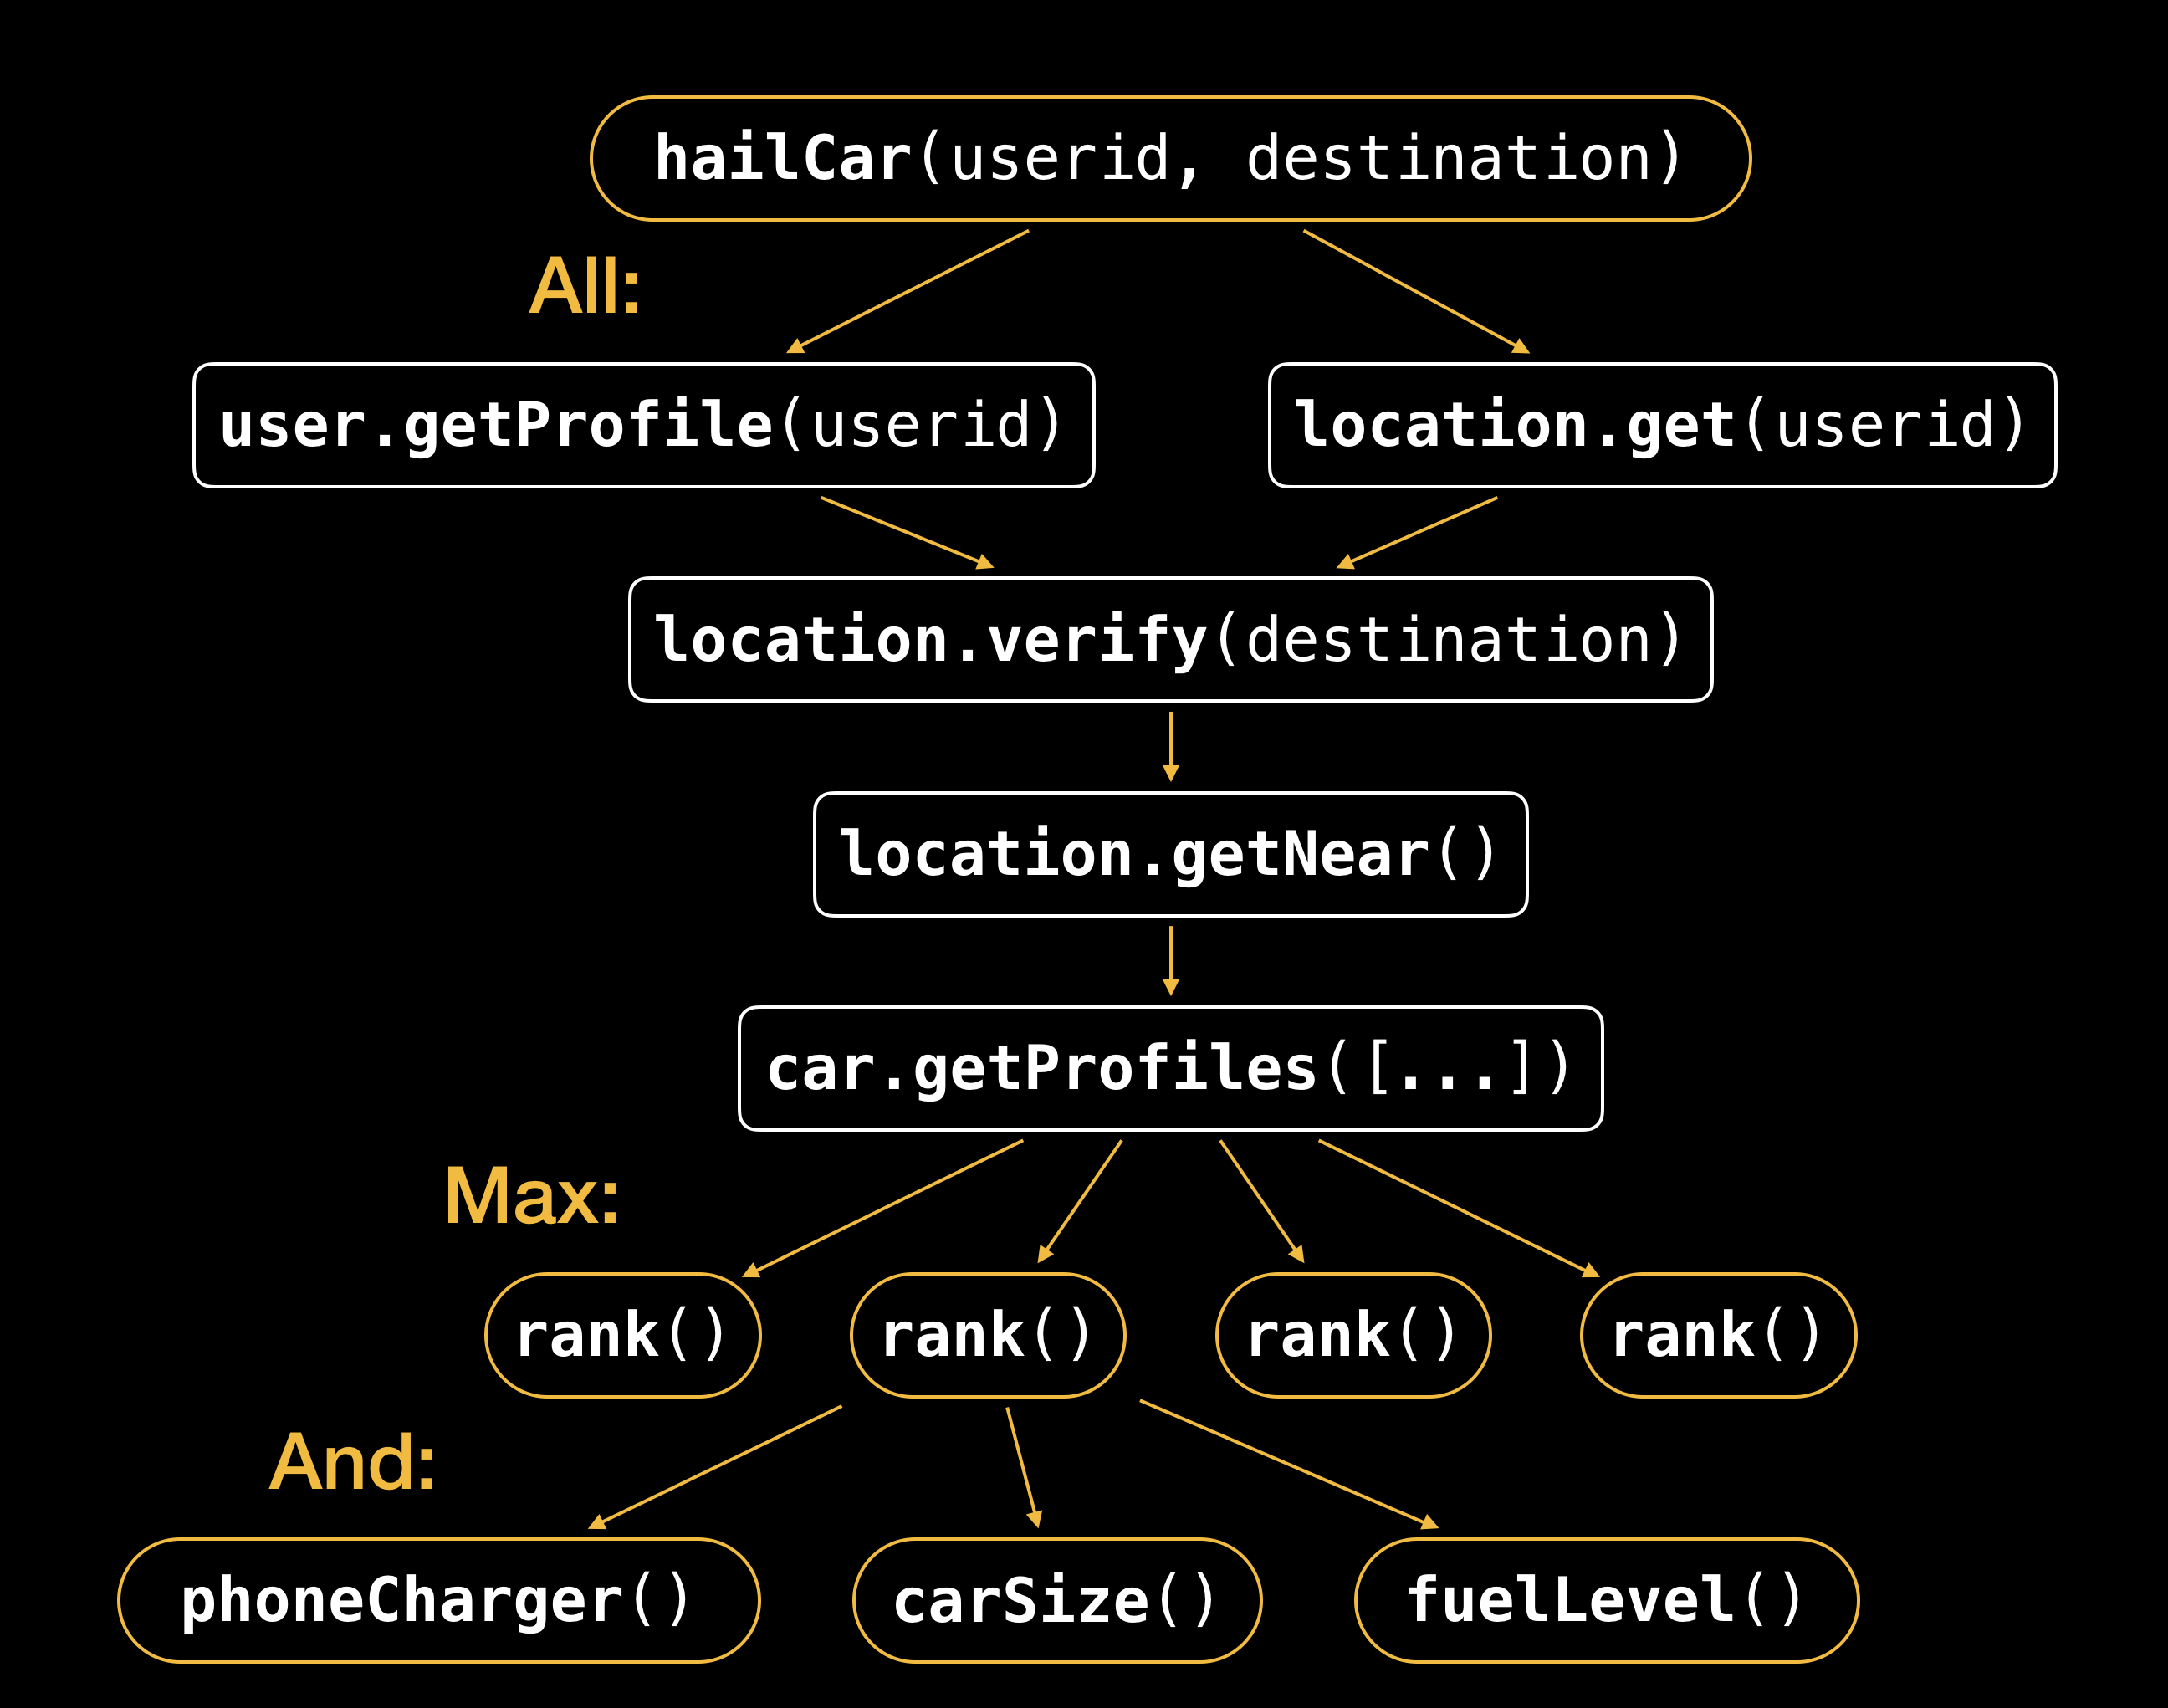 hailCar(userid, destination)
All:
user.getProfile(userid)
location.get(userid)
location.verify(destination)
location.getNear()
car.getProfiles([...])
Max:
rank()
rank()
rank()
rank()
And:
phoneCharger()
carSize()
fuelLevel()